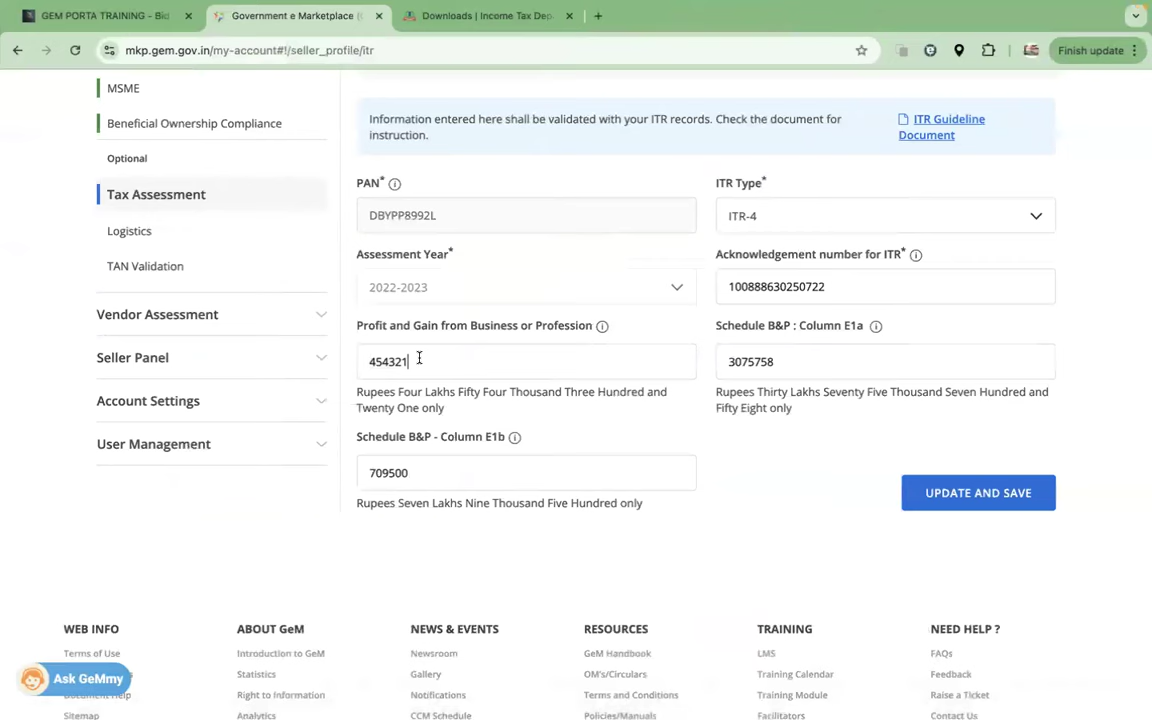 GEM PORTA TRAINING - Bid
Government e Marketplace (
Downloads | Income Tax Dep
mkp.gem.gov.in/my-account#!/seller_profile/itr
Finish update
MSME
Beneficial Ownership Compliance
Optional
Tax Assessment
Logistics
TAN Validation
Vendor Assessment
Seller Panel
Account Settings
User Management
Information entered here shall be validated with your ITR records. Check the document for
instruction.
ITR Guideline
Document
PAN*
ITR Type*
DBYPP8992L
ITR-4
Assessment Year*
Acknowledgement number for ITR*
2022-2023
100888630250722
Profit and Gain from Business or Profession
Schedule B&P : Column E1a
454321
3075758
Rupees Four Lakhs Fifty Four Thousand Three Hundred and
Twenty One only
Rupees Thirty Lakhs Seventy Five Thousand Seven Hundred and
Fifty Eight only
Schedule B&P - Column E1b
709500
Rupees Seven Lakhs Nine Thousand Five Hundred only
UPDATE AND SAVE
WEB INFO
ABOUT GeM
NEWS & EVENTS
RESOURCES
TRAINING
NEED HELP ?
Terms of Use
Introduction to GeM
Newsroom
GeM Handbook
LMS
FAQs
Statistics
Gallery
OM's/Circulars
Training Calendar
Feedback
Ask GeMmy
Right to Information
Notifications
Terms and Conditions
Training Module
Raise a Ticket
Sitemap
Analytics
CCM Schedule
Policies/Manuals
Facilitators
Contact Us